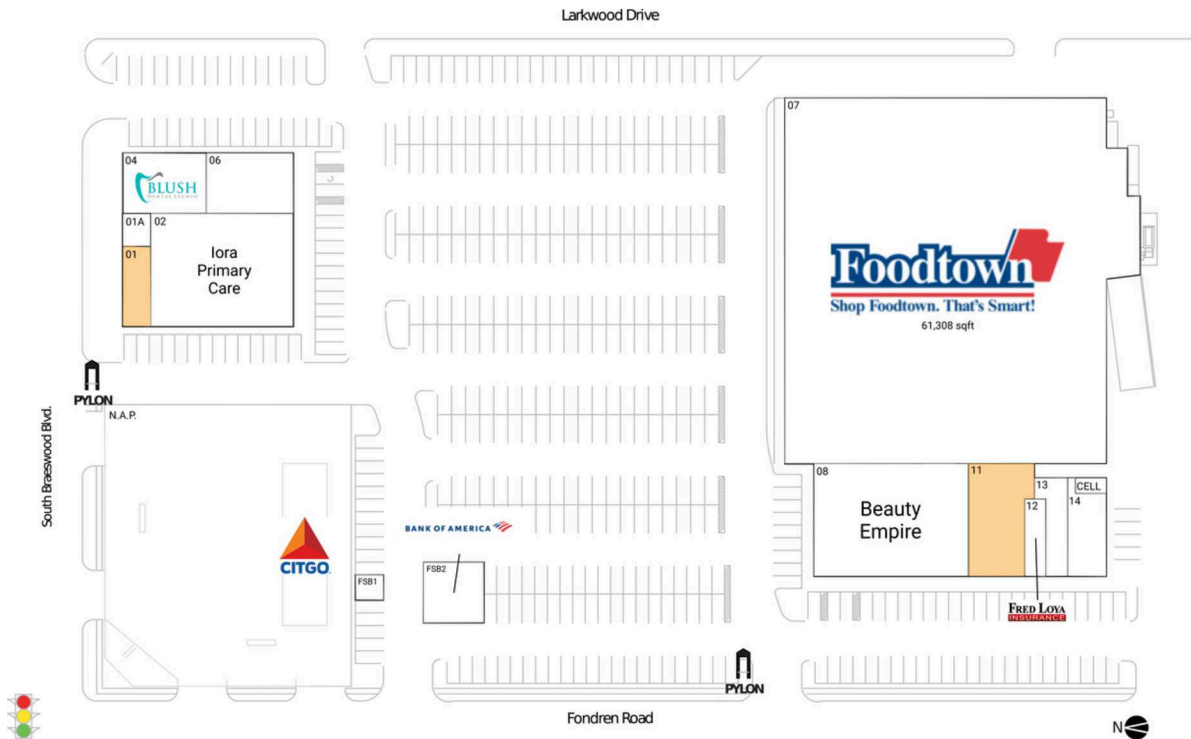 Larkwood Drive
04
06
BLUSH
DENTAL STUDIO
01A
02
01
Iora
Primary
Care
07
Foodtown
Shop Foodtown. That's Smart!
61,308 sqft
PYLON
N.A.P.
South Braeswood Blvd.
CITGO
FSB1
BANK OF AMERICA
FSB2
08
Beauty
Empire
11
13
CELL
12
14
FRED LOYA
INSURANCE
PYLON
Fondren Road
N